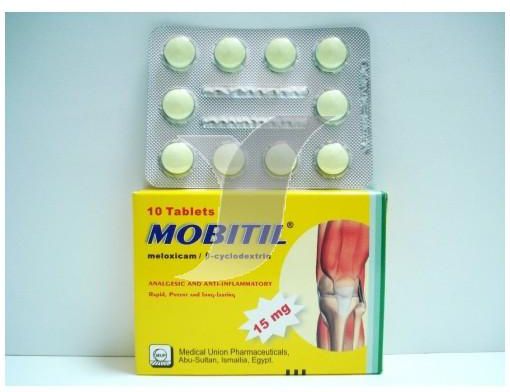 10 Tablets
MOBITIL®
meloxicam / β-cyclodextrin
ANALGESIC AND ANTI-INFLAMMATORY
Rapid, Potent and long-lasting
15 mg
MUP
Medical Union Pharmaceuticals,
Abu-Sultan, Ismailia, Egypt.